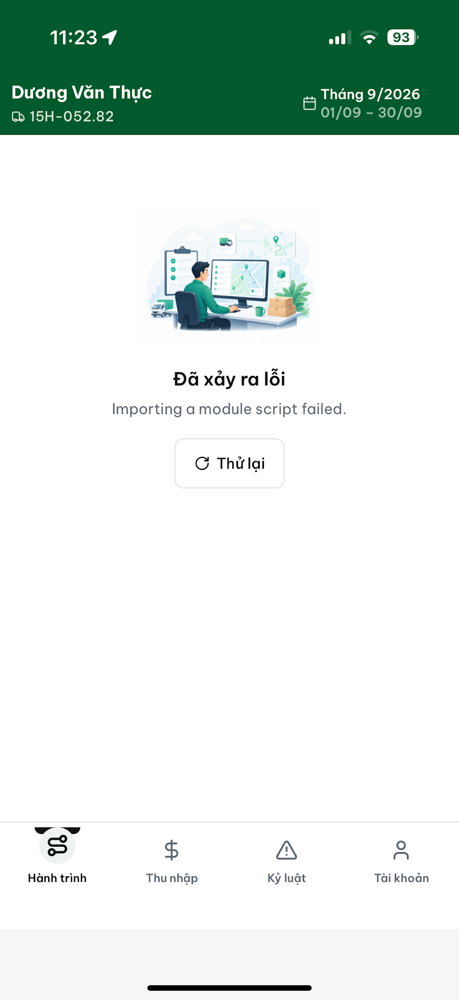 11:23
93
Dương Văn Thực
15H-052.82
Tháng 9/2026
01/09 - 30/09
Đã xảy ra lỗi
Importing a module script failed.
Thử lại
Hành trình
Thu nhập
Kỷ luật
Tài khoản